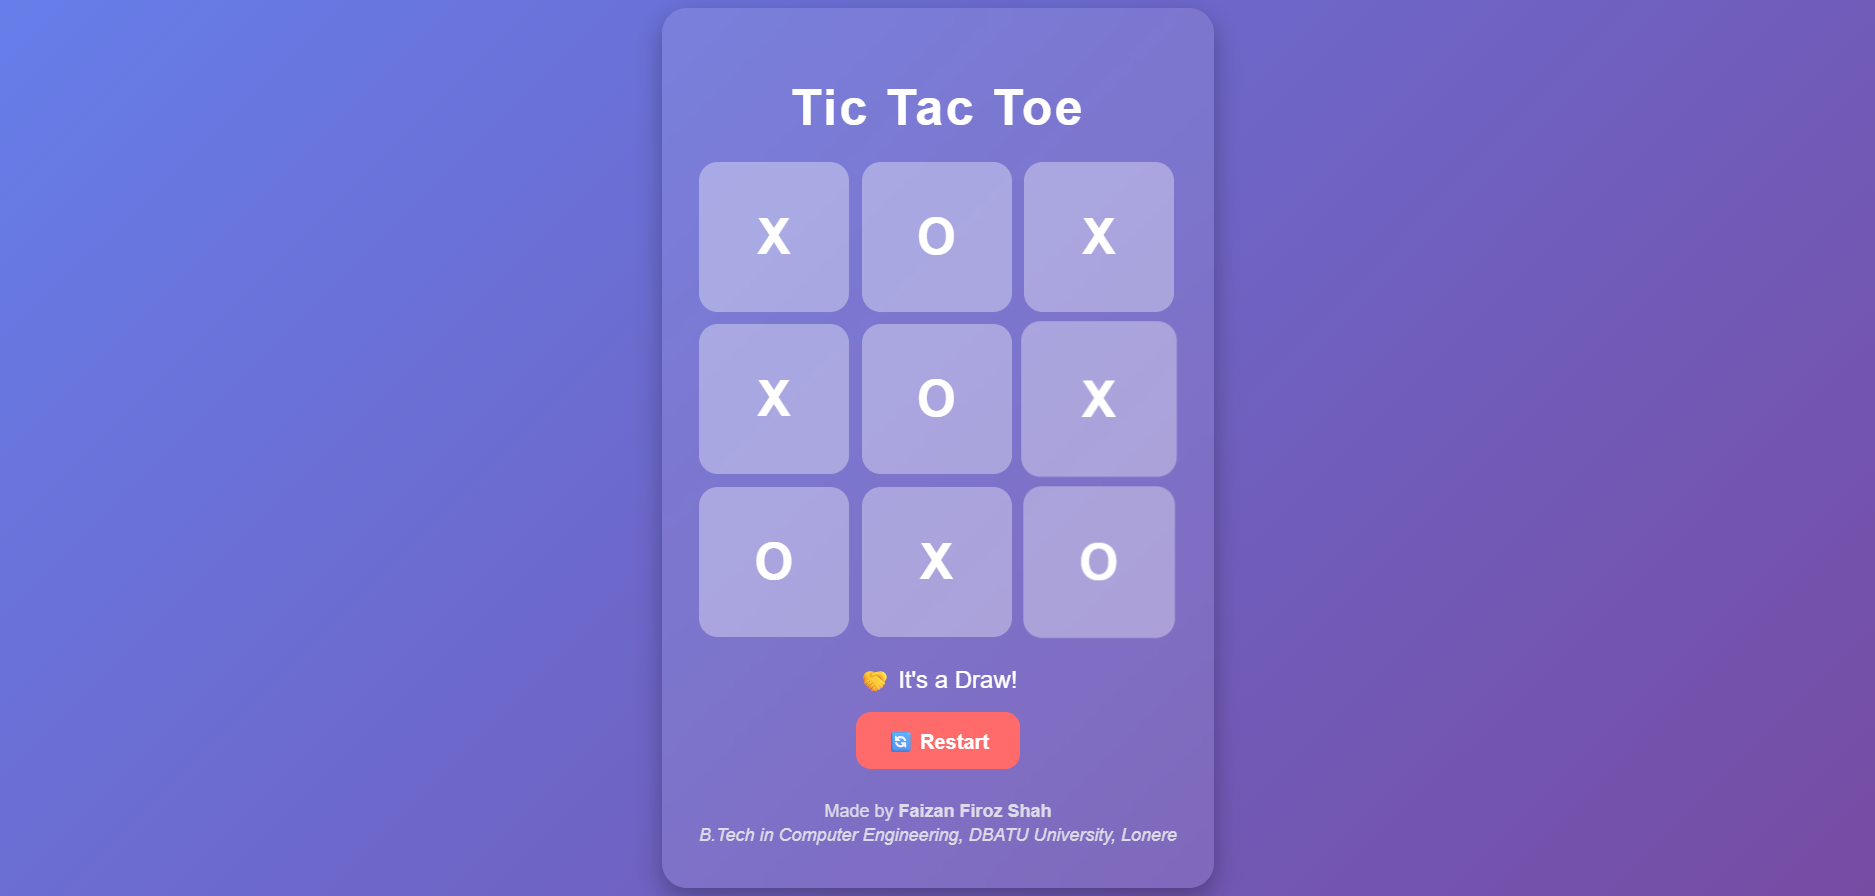 Tic Tac Toe
X O X
X O X
O X O
🤝 It's a Draw!
🔄 Restart
Made by Faizan Firoz Shah
B.Tech in Computer Engineering, DBATU University, Lonere